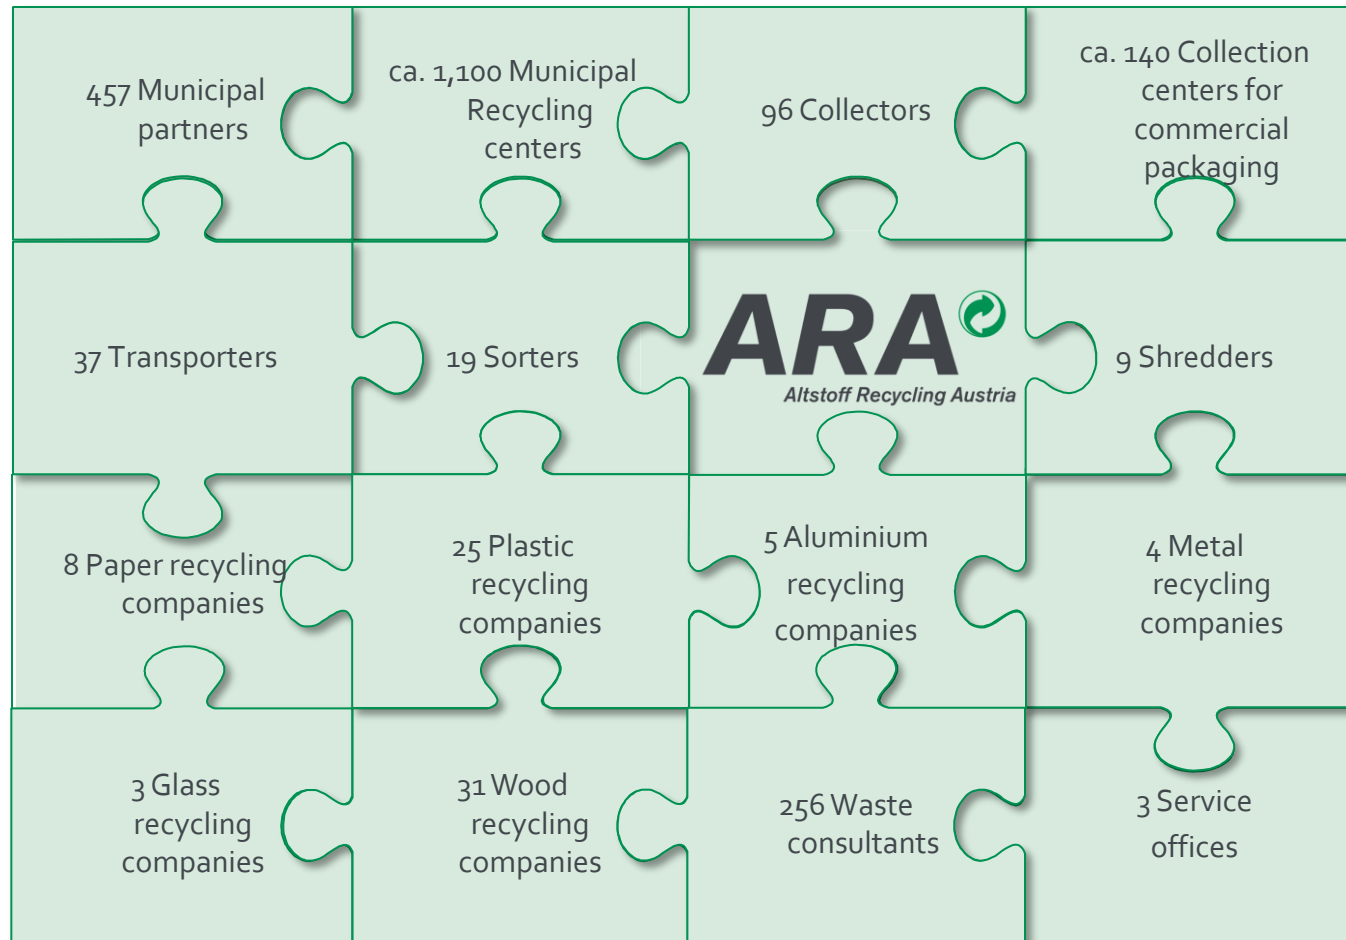 457 Municipal
partners
ca. 1,100 Municipal
Recycling
centers
96 Collectors
ca. 140 Collection
centers for
commercial
packaging
37 Transporters
19 Sorters
ARA
Altstoff Recycling Austria
9 Shredders
8 Paper recycling
companies
25 Plastic
recycling
companies
5 Aluminium
recycling
companies
4 Metal
recycling
companies
3 Glass
recycling
companies
31 Wood
recycling
companies
256 Waste
consultants
3 Service
offices